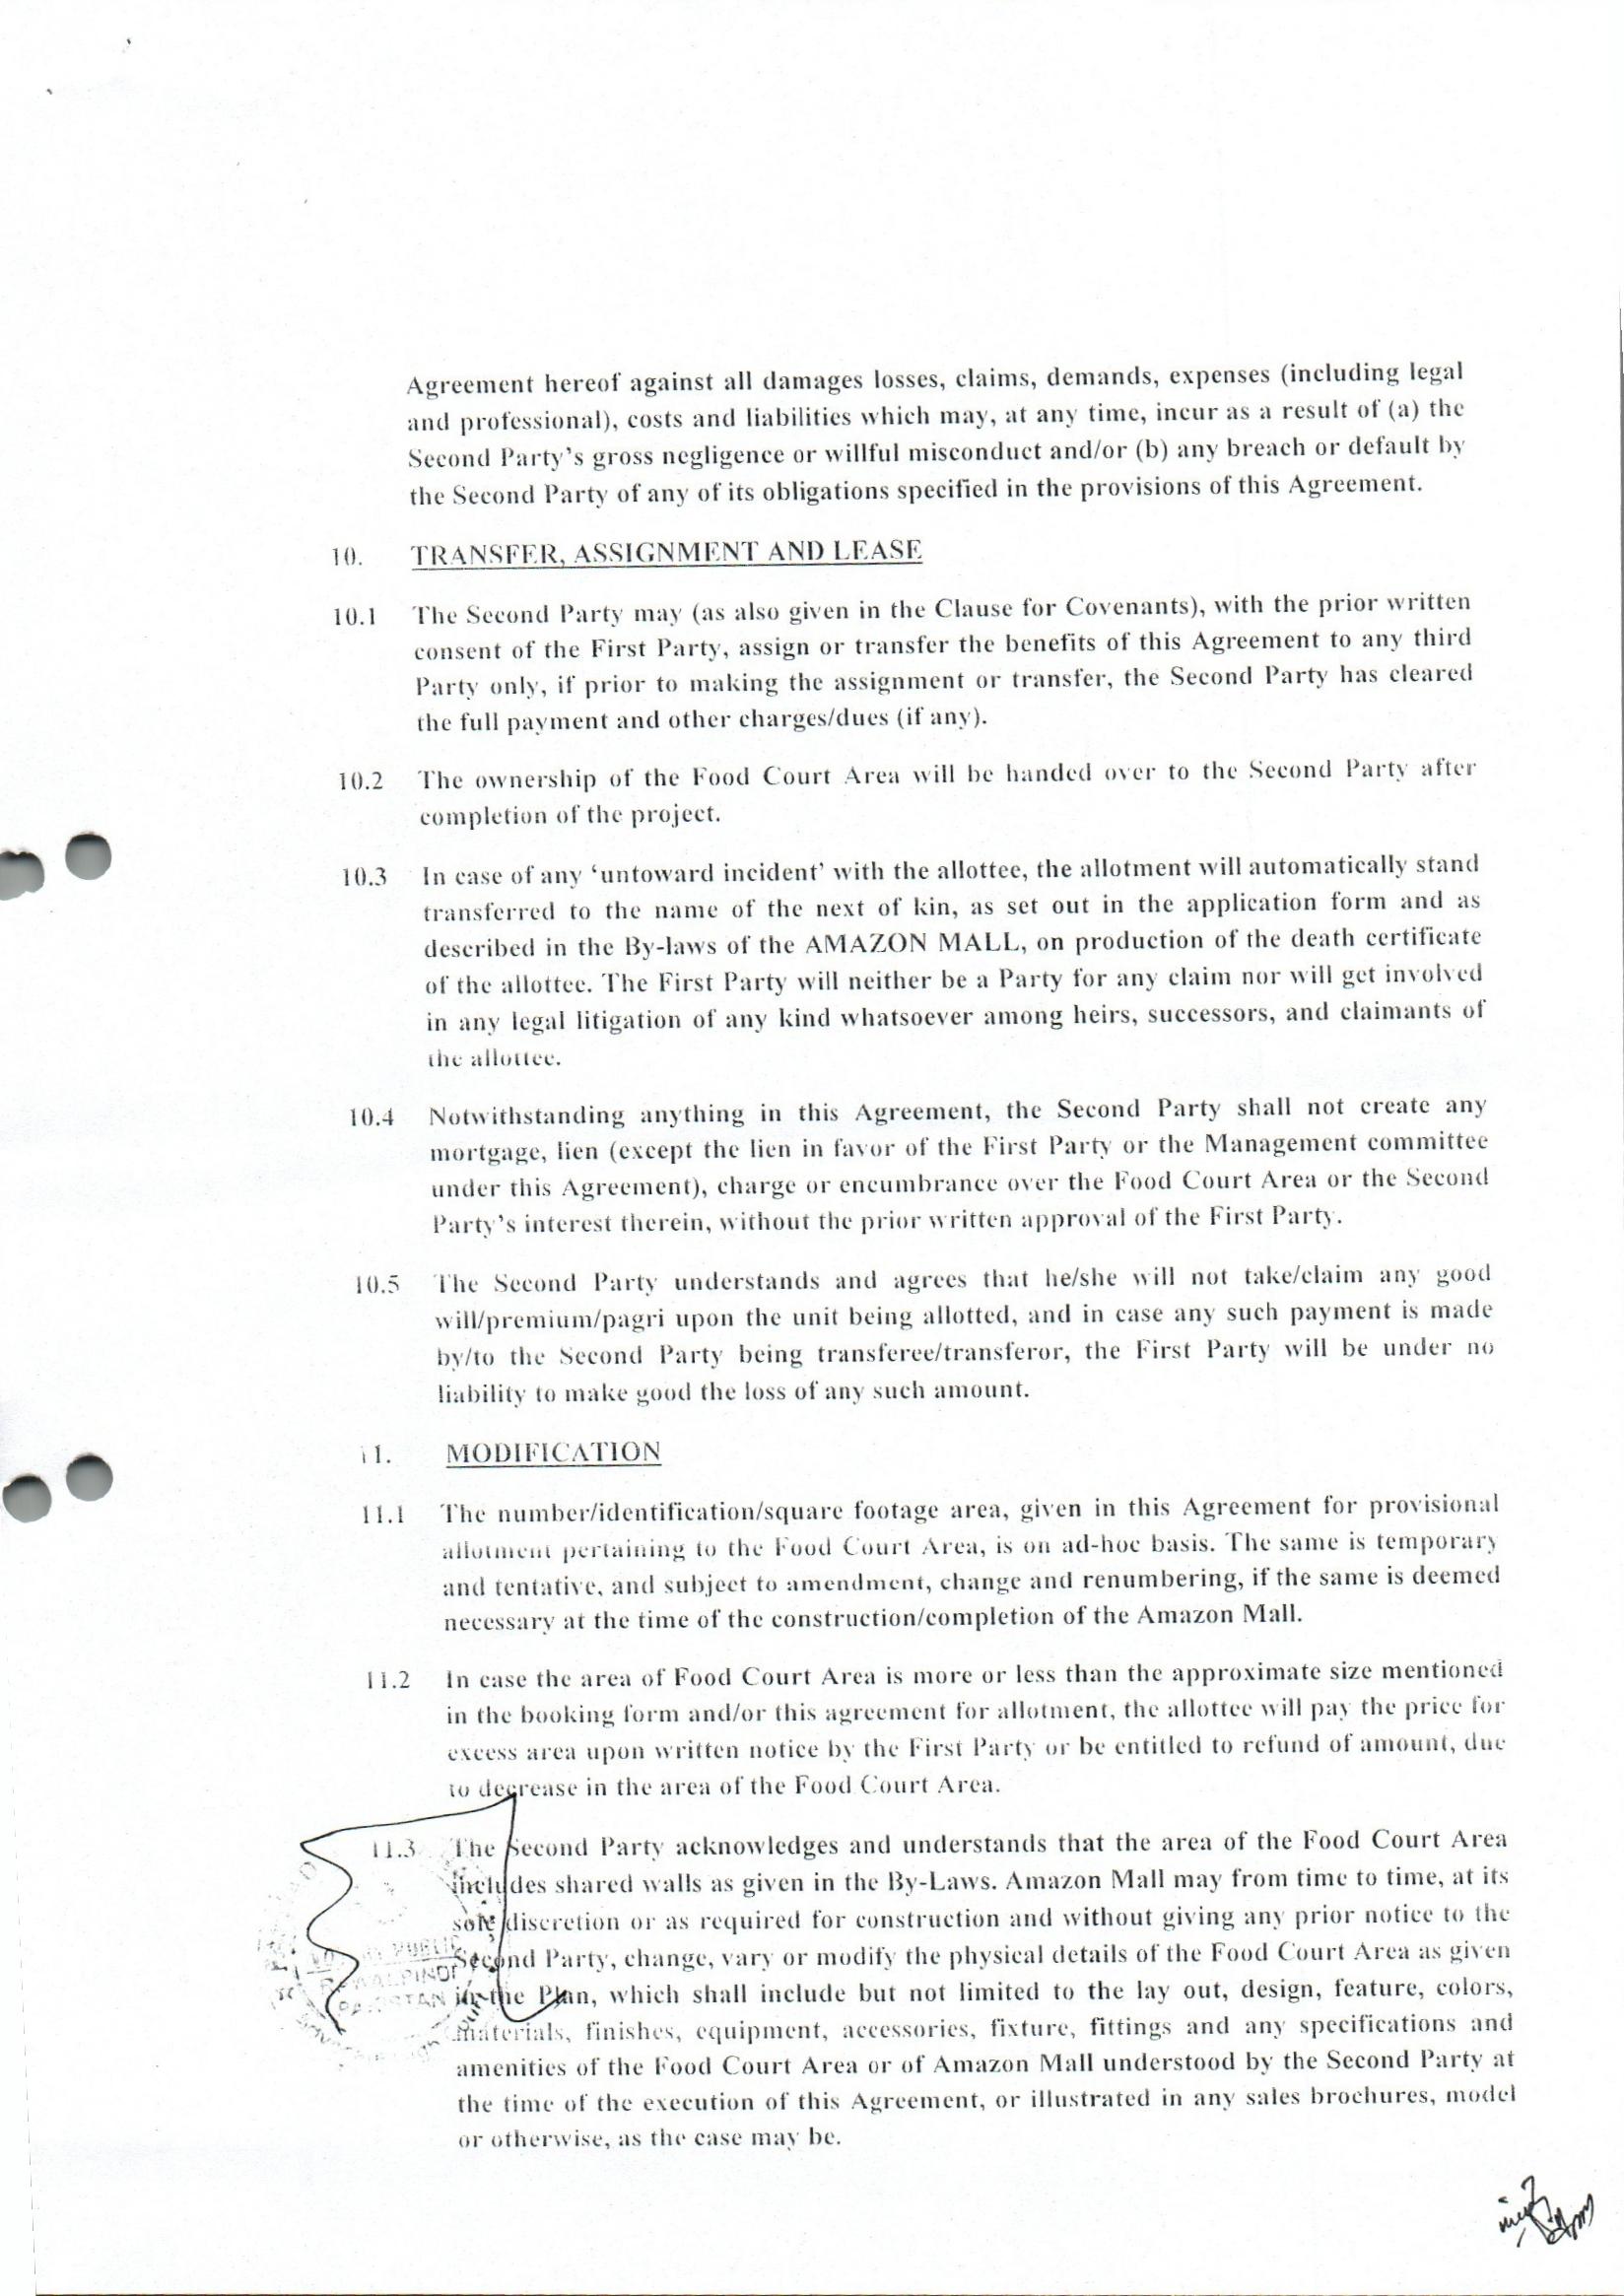 Agreement hereof against all damages losses, claims, demands, expenses (including legal
and professional), costs and liabilities which may, at any time, incur as a result of (a) the
Second Party's gross negligence or willful misconduct and/or (b) any breach or default by
the Second Party of any of its obligations specified in the provisions of this Agreement.
10. TRANSFER, ASSIGNMENT AND LEASE
10.1 The Second Party may (as also given in the Clause for Covenants), with the prior written
consent of the First Party, assign or transfer the benefits of this Agreement to any third
Party only, if prior to making the assignment or transfer, the Second Party has cleared
the full payment and other charges/dues (if any).
10.2 The ownership of the Food Court Area will be handed over to the Second Party after
completion of the project.
10.3 In case of any 'untoward incident' with the allottee, the allotment will automatically stand
transferred to the name of the next of kin, as set out in the application form and as
described in the By-laws of the AMAZON MALL, on production of the death certificate
of the allottee. The First Party will neither be a Party for any claim nor will get involved
in any legal litigation of any kind whatsoever among heirs, successors, and claimants of
the allottee.
10.4 Notwithstanding anything in this Agreement, the Second Party shall not create any
mortgage, lien (except the lien in favor of the First Party or the Management committee
under this Agreement), charge or encumbrance over the Food Court Area or the Second
Party's interest therein, without the prior written approval of the First Party.
10.5 The Second Party understands and agrees that he/she will not take/claim any good
will/premium/pagri upon the unit being allotted, and in case any such payment is made
by/to the Second Party being transferee/transferor, the First Party will be under no
liability to make good the loss of any such amount.
11. MODIFICATION
11.1 The number/identification/square footage area, given in this Agreement for provisional
allotment pertaining to the Food Court Area, is on ad-hoc basis. The same is temporary
and tentative, and subject to amendment, change and renumbering, if the same is deemed
necessary at the time of the construction/completion of the Amazon Mall.
11.2 In case the area of Food Court Area is more or less than the approximate size mentioned
in the booking form and/or this agreement for allotment, the allottee will pay the price for
excess area upon written notice by the First Party or be entitled to refund of amount, due
to decrease in the area of the Food Court Area.
11.3 The Second Party acknowledges and understands that the area of the Food Court Area
includes shared walls as given in the By-Laws. Amazon Mall may from time to time, at its
sole discretion or as required for construction and without giving any prior notice to the
Second Party, change, vary or modify the physical details of the Food Court Area as given
in the Plan, which shall include but not limited to the lay out, design, feature, colors,
materials, finishes, equipment, accessories, fixture, fittings and any specifications and
amenities of the Food Court Area or of Amazon Mall understood by the Second Party at
the time of the execution of this Agreement, or illustrated in any sales brochures, model
or otherwise, as the case may be.
PUBLIC
RAWALPINDI
PAKISTAN